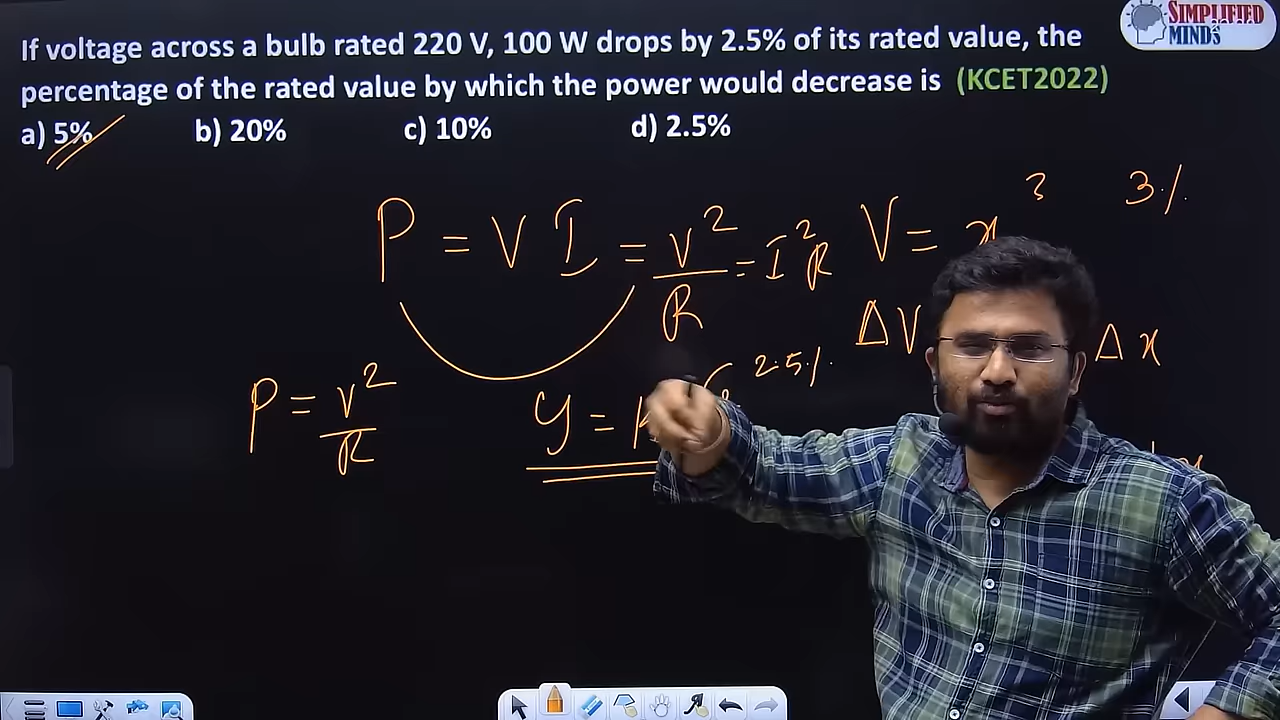 SIMPLIFIED
MINDS
If voltage across a bulb rated 220 V, 100 W drops by 2.5% of its rated value, the
percentage of the rated value by which the power would decrease is (KCET2022)
a) 5% b) 20% c) 10% d) 2.5%
P = VI = V²/R = I²R
V = x³
3%
ΔV Δx
2.5%
P = V²/R
y =